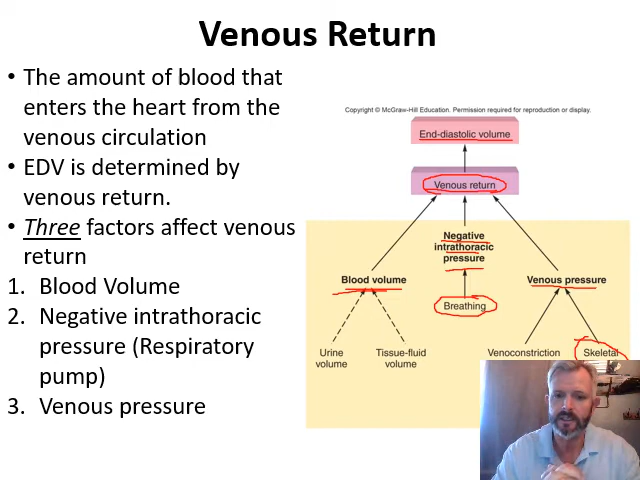 Venous Return
• The amount of blood that
enters the heart from the
venous circulation
• EDV is determined by
venous return.
• Three factors affect venous
return
1. Blood Volume
2. Negative intrathoracic
pressure (Respiratory
pump)
3. Venous pressure
Copyright © McGraw-Hill Education. Permission required for reproduction or display.
End-diastolic volume
Venous return
Negative
intrathoracic
pressure
Blood volume
Venous pressure
Breathing
Urine
volume
Tissue-fluid
volume
Venoconstriction
Skeletal